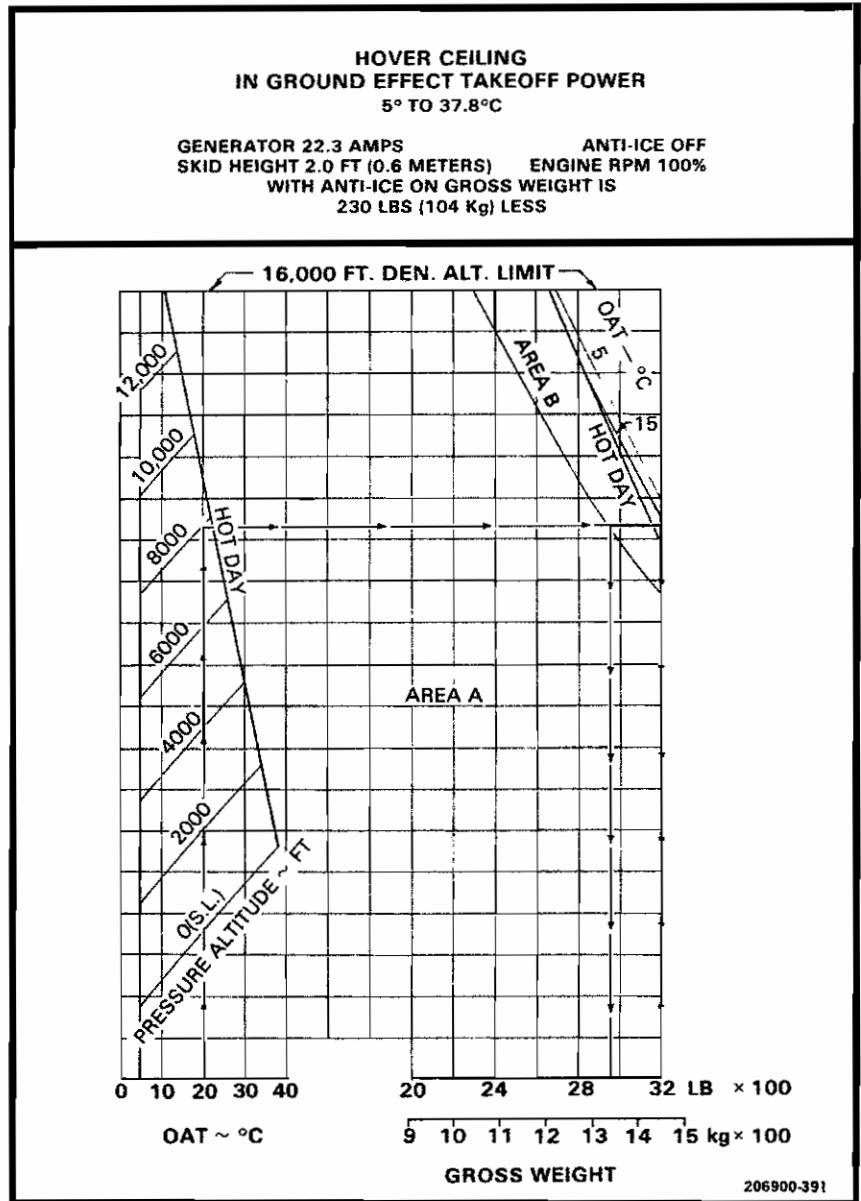 HOVER CEILING
IN GROUND EFFECT TAKEOFF POWER
5° TO 37.8°C
GENERATOR 22.3 AMPS ANTI-ICE OFF
SKID HEIGHT 2.0 FT (0.6 METERS) ENGINE RPM 100%
WITH ANTI-ICE ON GROSS WEIGHT IS
230 LBS (104 Kg) LESS
16,000 FT. DEN. ALT. LIMIT
OAT ~ °C
5
15
HOT DAY
AREA B
12,000
10,000
8000
HOT DAY
6000
4000
2000
0(S.L.)
PRESSURE ALTITUDE ~ FT
AREA A
0 10 20 30 40 20 24 28 32 LB × 100
OAT ~ °C
9 10 11 12 13 14 15 kg × 100
GROSS WEIGHT
206900-391